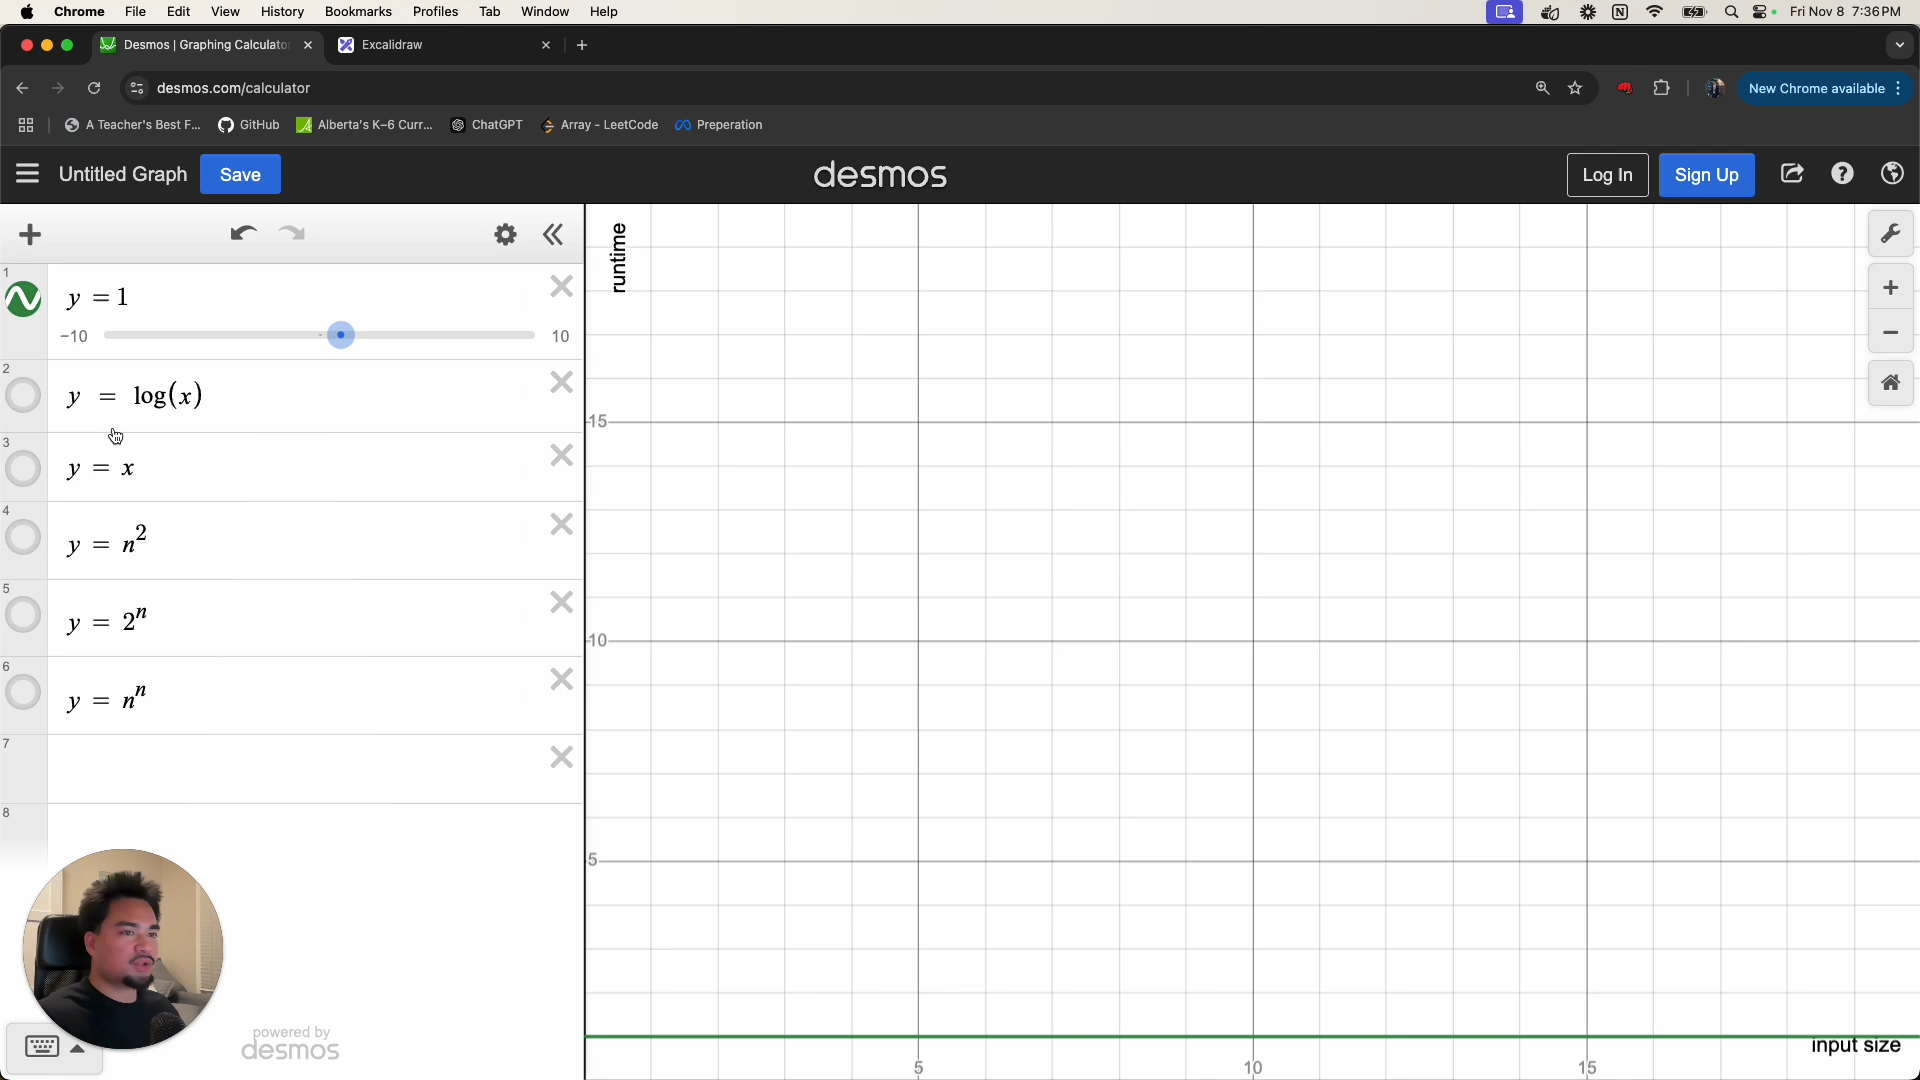 Chrome File Edit View History Bookmarks Profiles Tab Window Help Fri Nov 8 7:36 PM
Desmos | Graphing Calculato Excalidraw
desmos.com/calculator New Chrome available
A Teacher's Best F... GitHub Alberta's K–6 Curr... ChatGPT Array - LeetCode Preperation
Untitled Graph Save desmos Log In Sign Up
1
y = 1
−10 10
2
y = log(x)
3
y = x
4
y = n²
5
y = 2ⁿ
6
y = nⁿ
7
8
powered by
desmos
runtime
15
10
5
input size
5 10 15